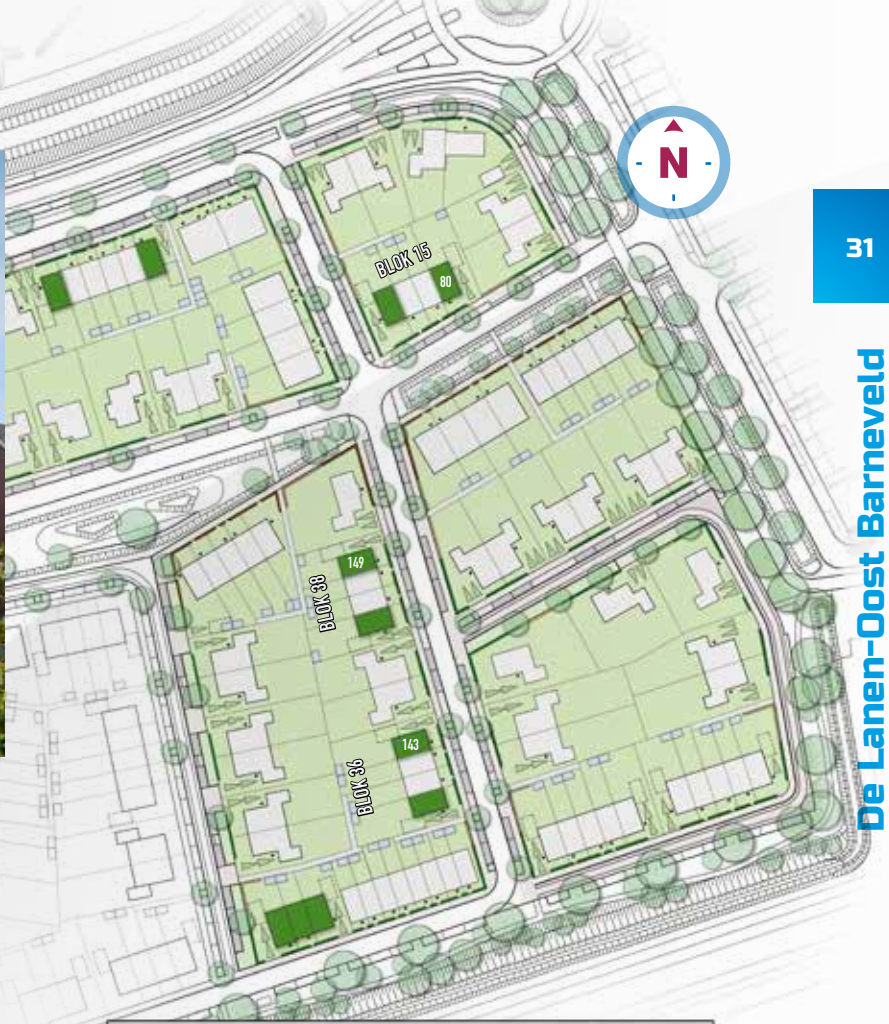 N
31
De Lanen-Oost Barneveld
BLOK 15
80
149
BLOK 38
143
BLOK 36